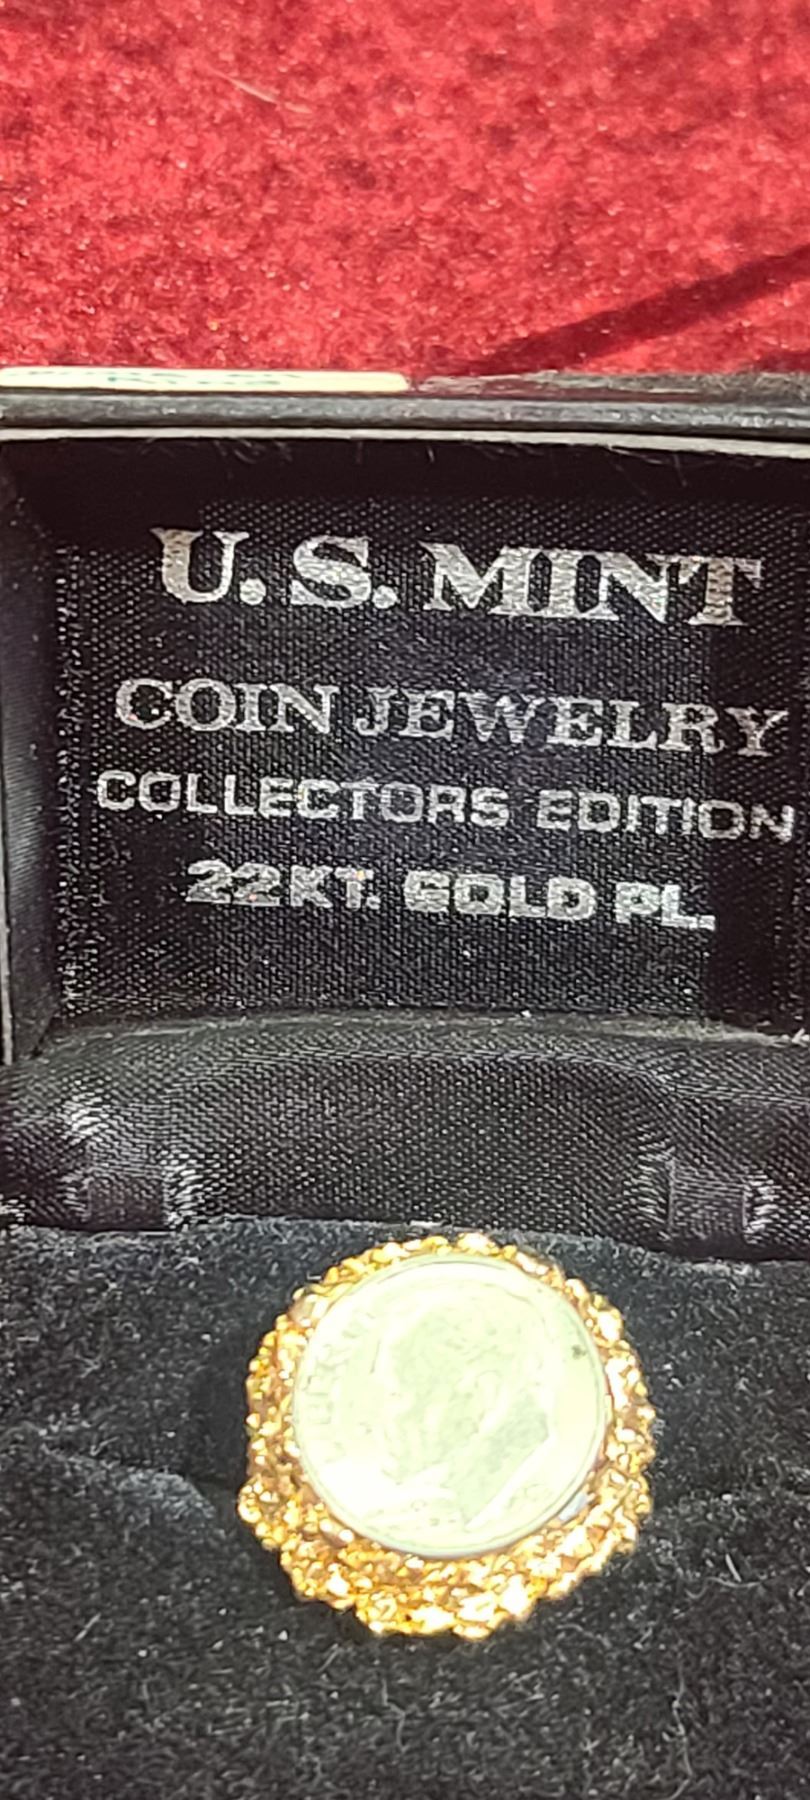 U.S. MINT
COIN JEWELRY
COLLECTORS EDITION
22KT. GOLD PL.